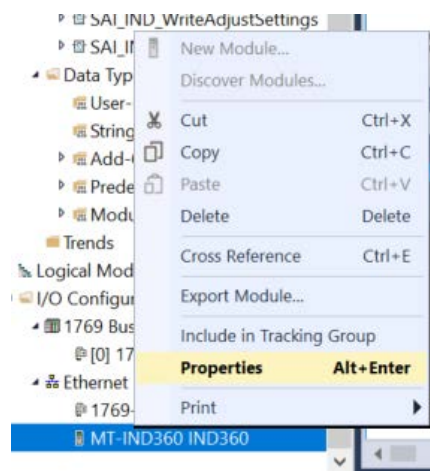 SAI_IND_WriteAdjustSettings
New Module...
Discover Modules...
Data Typ
User-
String
Cut Ctrl+X
Copy Ctrl+C
Paste Ctrl+V
Delete Delete
Trends
Logical Mod
Cross Reference Ctrl+E
I/O Configur
Export Module...
1769 Bus
Include in Tracking Group
[0] 17
Properties Alt+Enter
Ethernet
1769-
Print
MT-IND360 IND360